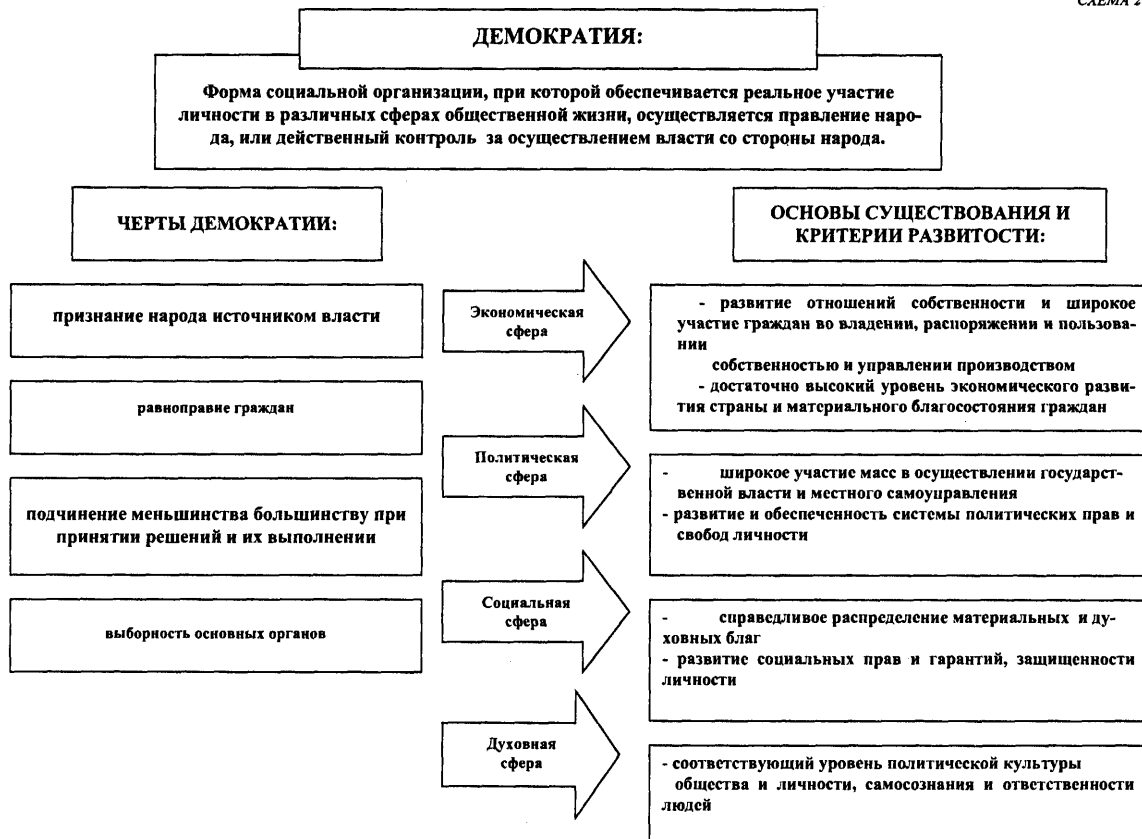 СХЕМА 2
ДЕМОКРАТИЯ:
Форма социальной организации, при которой обеспечивается реальное участие
личности в различных сферах общественной жизни, осуществляется правление наро-
да, или действенный контроль за осуществлением власти со стороны народа.
ЧЕРТЫ ДЕМОКРАТИИ:
признание народа источником власти
равноправие граждан
подчинение меньшинства большинству при
принятии решений и их выполнении
выборность основных органов
ОСНОВЫ СУЩЕСТВОВАНИЯ И
КРИТЕРИИ РАЗВИТОСТИ:
Экономическая
сфера
- развитие отношений собственности и широкое
участие граждан во владении, распоряжении и пользова-
нии
собственностью и управлении производством
- достаточно высокий уровень экономического разви-
тия страны и материального благосостояния граждан
Политическая
сфера
- широкое участие масс в осуществлении государст-
венной власти и местного самоуправления
- развитие и обеспеченность системы политических прав и
свобод личности
Социальная
сфера
- справедливое распределение материальных и ду-
ховных благ
- развитие социальных прав и гарантий, защищенности
личности
Духовная
сфера
- соответствующий уровень политической культуры
общества и личности, самосознания и ответственности
людей